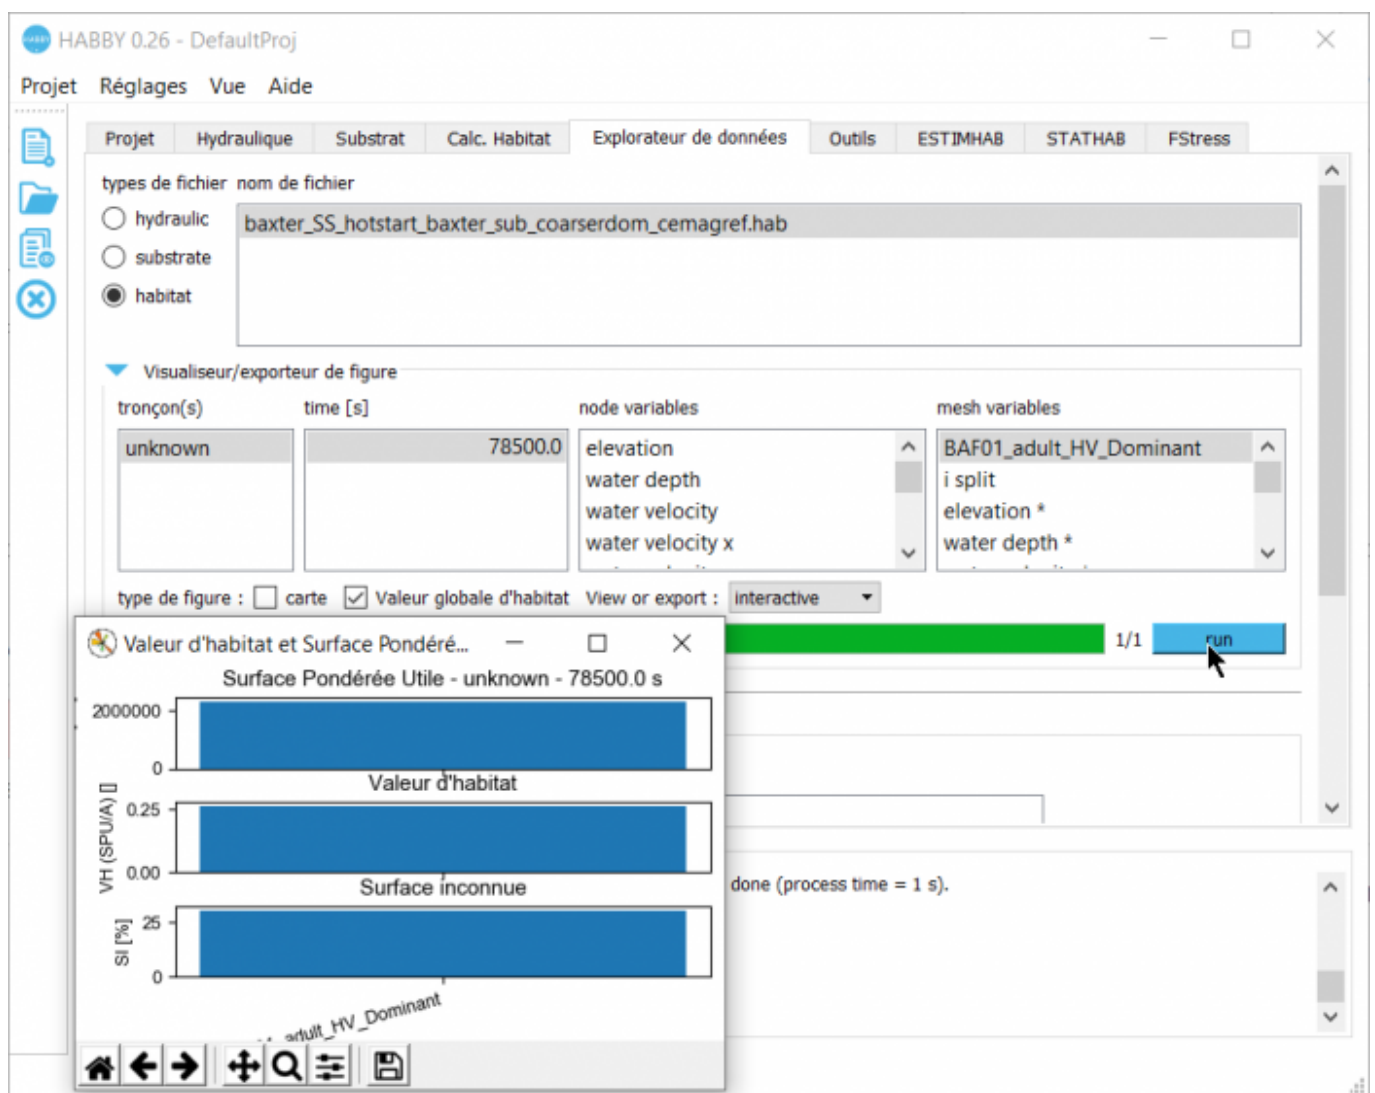 HABBY 0.26 - DefaultProj
Projet Réglages Vue Aide
Projet Hydraulique Substrat Calc. Habitat Explorateur de données Outils ESTIMHAB STATHAB FStress
types de fichier nom de fichier
hydraulic
baxter_SS_hotstart_baxter_sub_coarserdom_cemagref.hab
substrate
habitat
Visualiseur/exporteur de figure
tronçon(s) time [s] node variables mesh variables
unknown 78500.0 elevation BAF01_adult_HV_Dominant
water depth i split
water velocity elevation *
water velocity x water depth *
type de figure : carte Valeur globale d'habitat View or export : interactive
1/1 run
Valeur d'habitat et Surface Pondéré...
Surface Pondérée Utile - unknown - 78500.0 s
2000000
0
Valeur d'habitat
VH (SPU/A) []
0.25
0.00
Surface inconnue
SI [%]
25
0
adult_HV_Dominant
done (process time = 1 s).